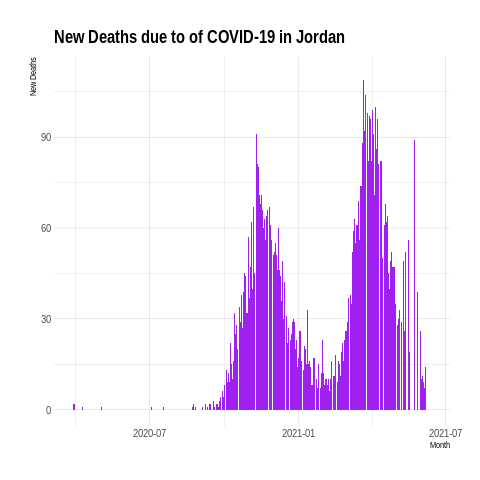 New Deaths due to of COVID-19 in Jordan
New Deaths
90
60
30
0
2020-07
2021-01
2021-07
Month